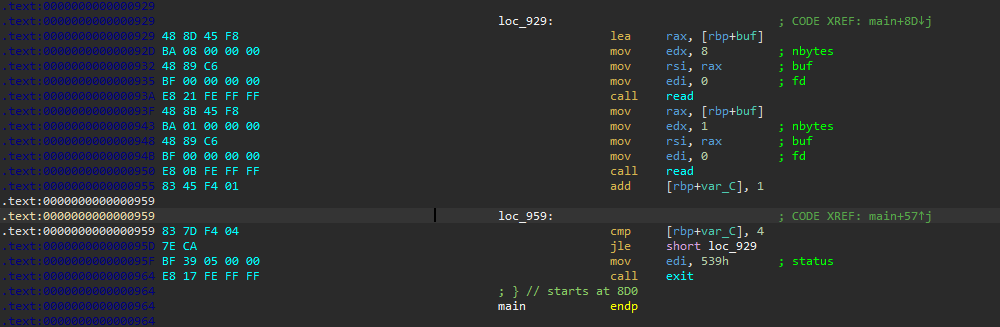 .text:0000000000000929
.text:0000000000000929 loc_929: ; CODE XREF: main+8D↓j
.text:0000000000000929 48 8D 45 F8 lea rax, [rbp+buf]
.text:000000000000092D BA 08 00 00 00 mov edx, 8 ; nbytes
.text:0000000000000932 48 89 C6 mov rsi, rax ; buf
.text:0000000000000935 BF 00 00 00 00 mov edi, 0 ; fd
.text:000000000000093A E8 21 FE FF FF call read
.text:000000000000093F 48 8B 45 F8 mov rax, [rbp+buf]
.text:0000000000000943 BA 01 00 00 00 mov edx, 1 ; nbytes
.text:0000000000000948 48 89 C6 mov rsi, rax ; buf
.text:000000000000094B BF 00 00 00 00 mov edi, 0 ; fd
.text:0000000000000950 E8 0B FE FF FF call read
.text:0000000000000955 83 45 F4 01 add [rbp+var_C], 1
.text:0000000000000959
.text:0000000000000959 loc_959: ; CODE XREF: main+57↑j
.text:0000000000000959 83 7D F4 04 cmp [rbp+var_C], 4
.text:000000000000095D 7E CA jle short loc_929
.text:000000000000095F BF 39 05 00 00 mov edi, 539h ; status
.text:0000000000000964 E8 17 FE FF FF call exit
.text:0000000000000964 ; } // starts at 8D0
.text:0000000000000964 main endp
.text:0000000000000964